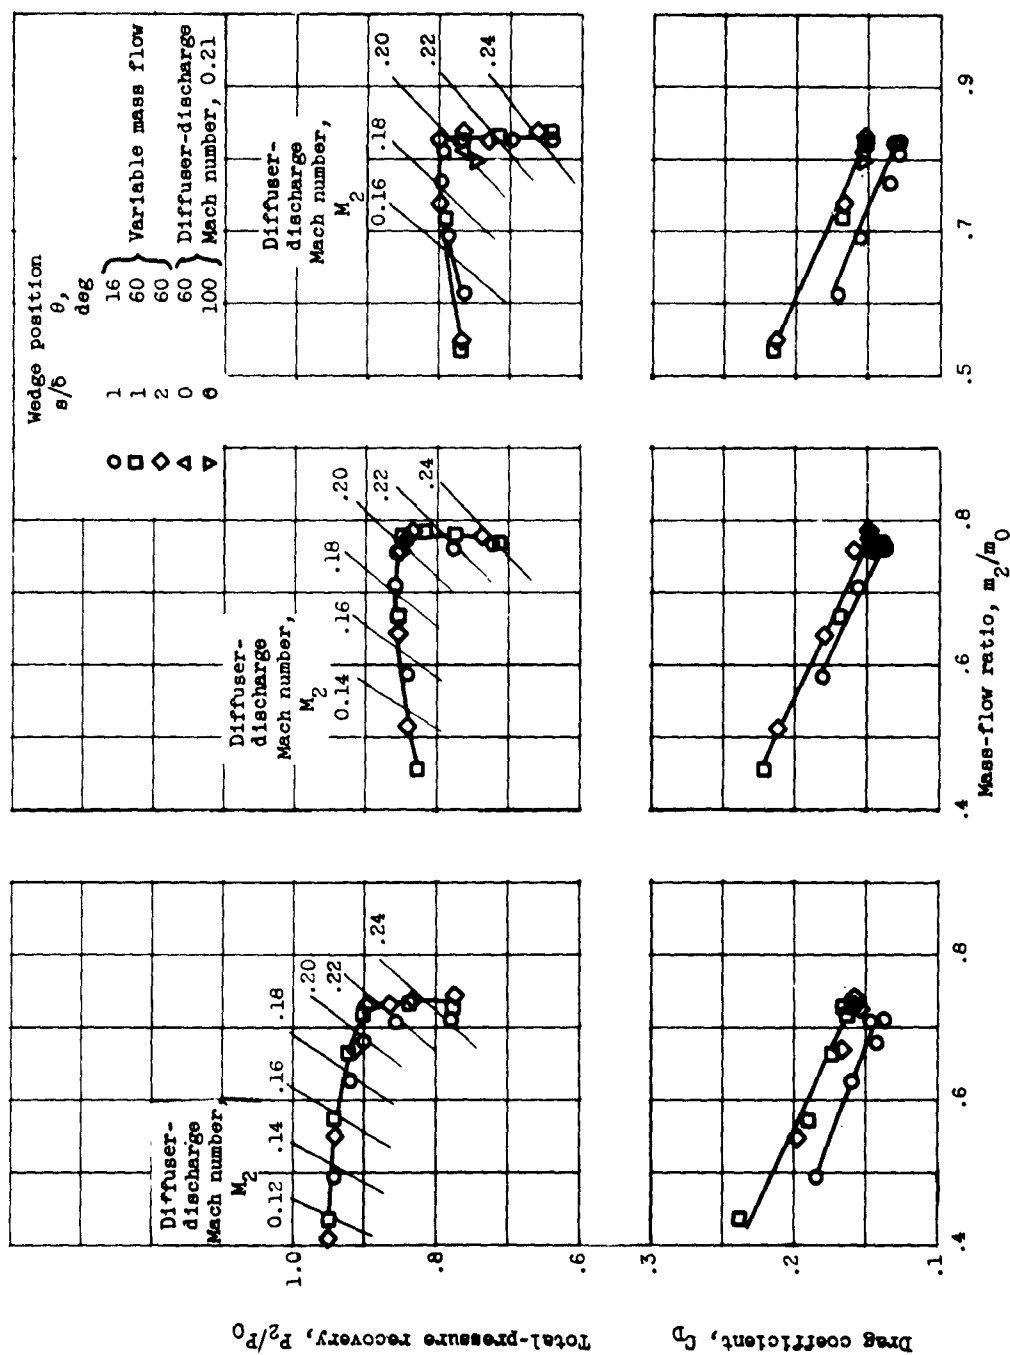 Wedge position
s/δ θ,
deg
1 16
1 60 Variable mass flow
2 60
0 60 Diffuser-discharge
6 100 Mach number, 0.21
Diffuser-
discharge
Mach number,
M2
0.12 .14 .16 .18 .20 .22 .24
Diffuser-
discharge
Mach number,
M2
0.14 .16 .18 .20 .22 .24
Diffuser-
discharge
Mach number,
M2
0.16 .18 .20 .22 .24
Total-pressure recovery, P2/P0
1.0
.8
.6
Drag coefficient, CD
.3
.2
.1
.4 .6 .8
.4 .6 .8
.5 .7 .9
Mass-flow ratio, m2/m0